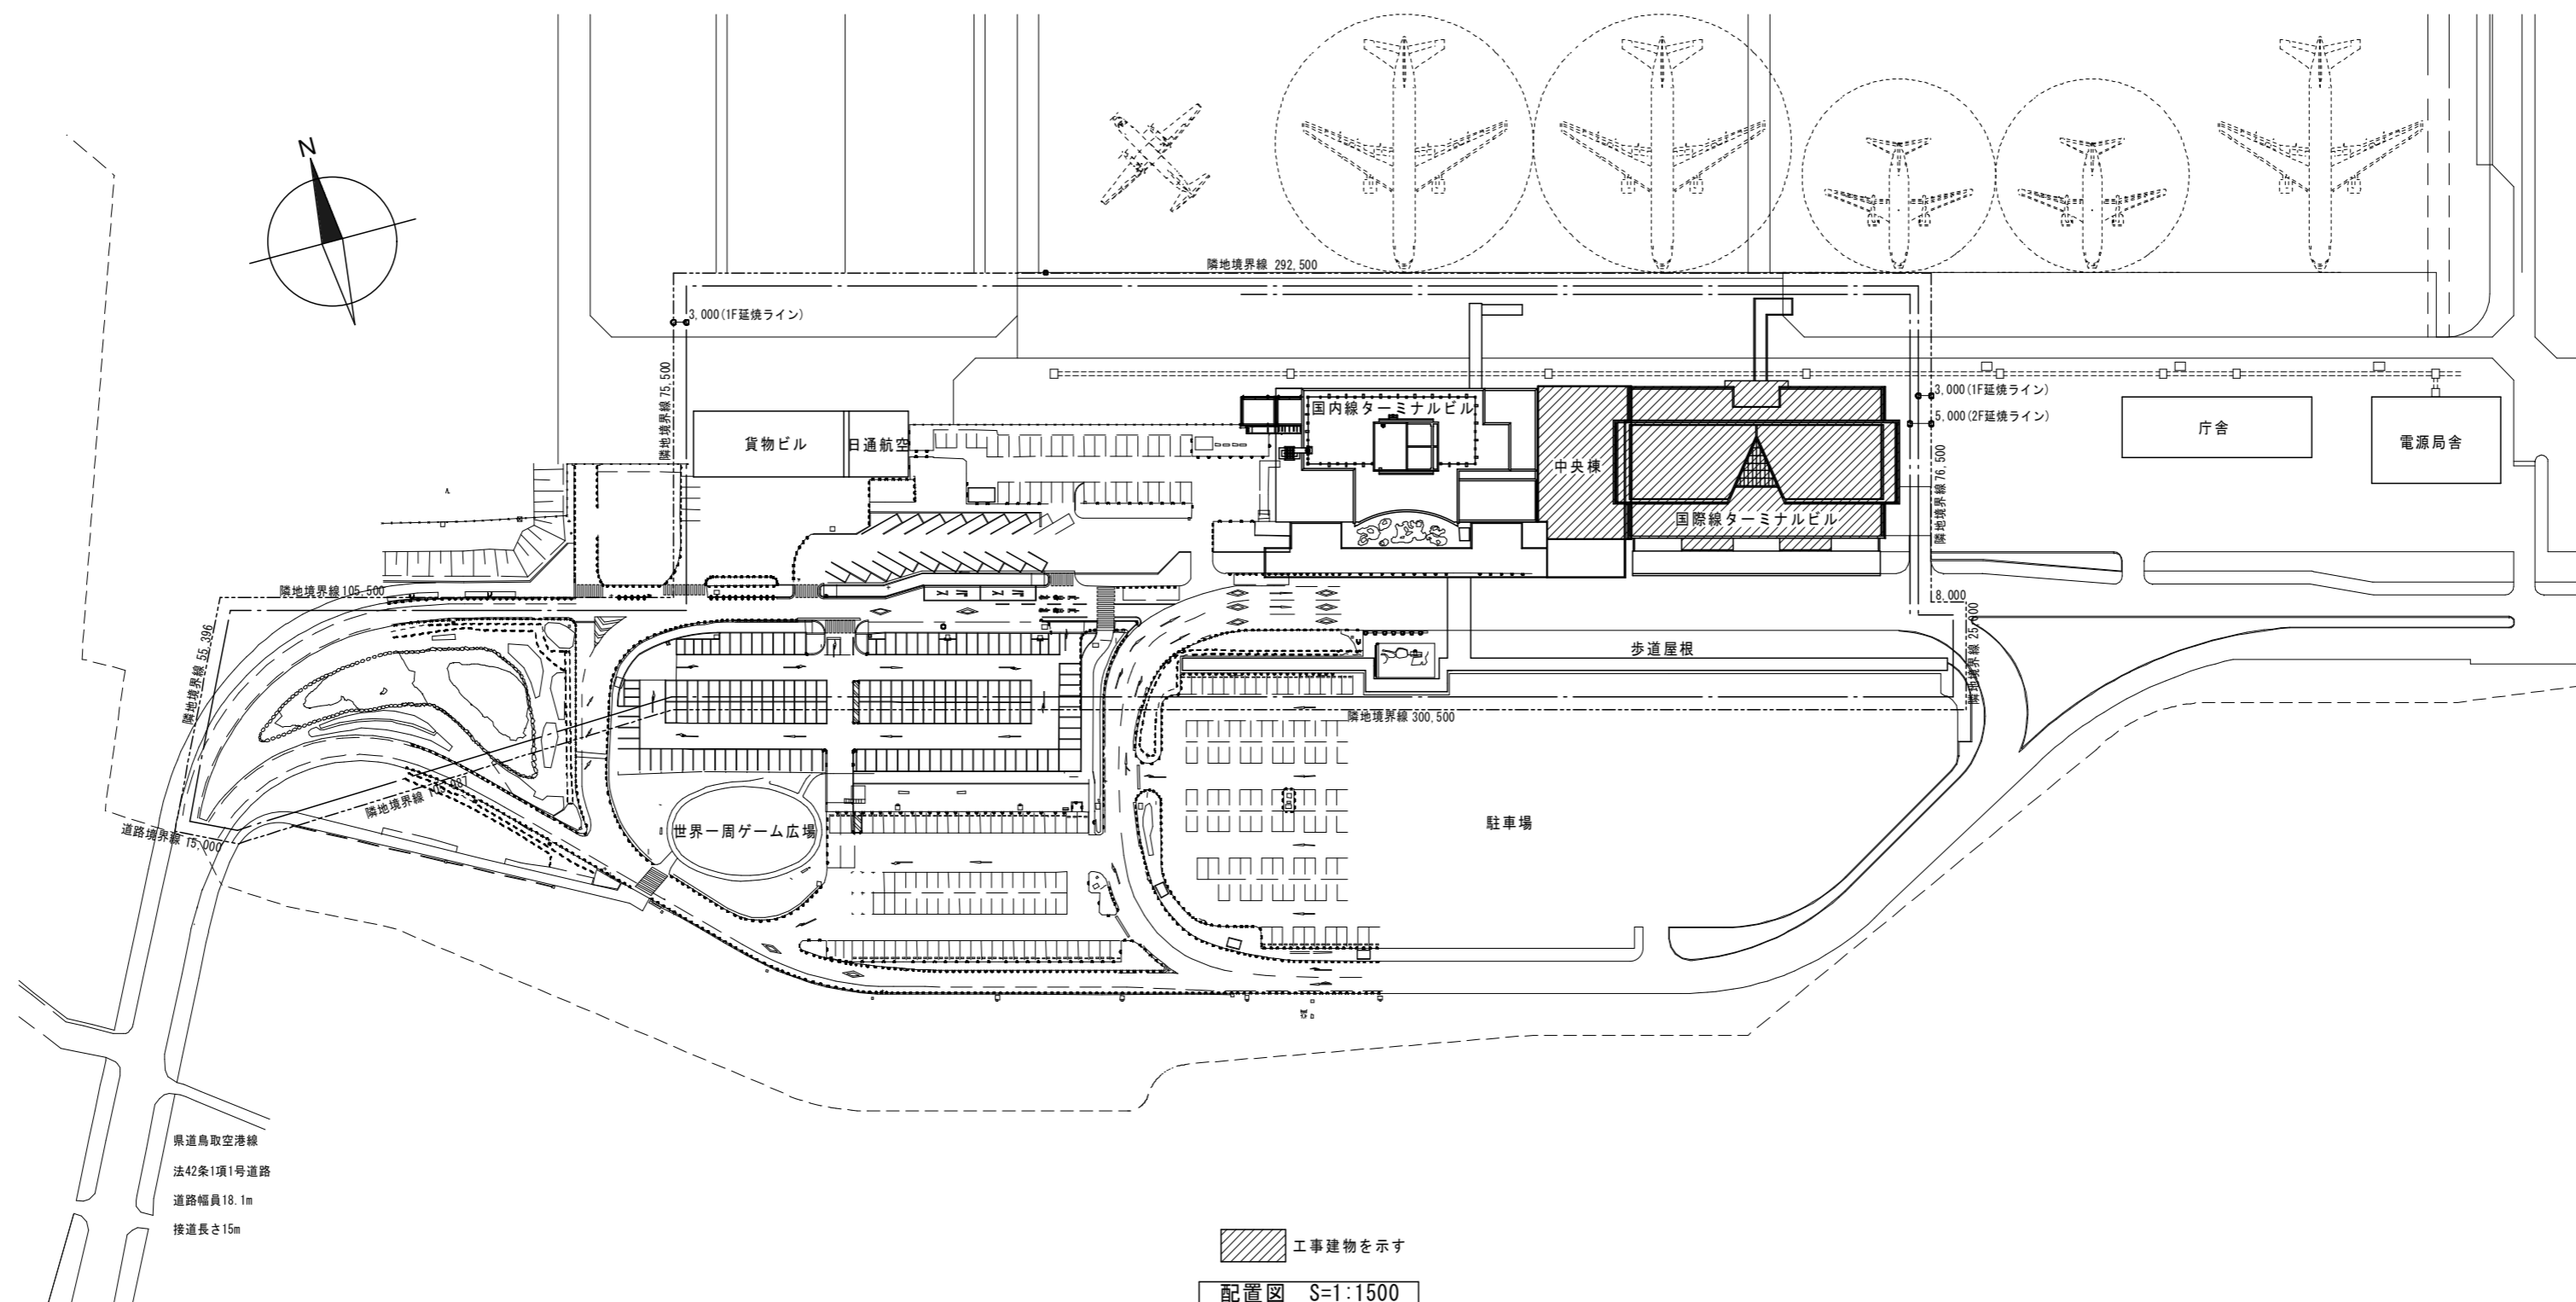 N
隣地境界線 292,500
3,000(1F延焼ライン)
隣地境界線 75,500
国内線ターミナルビル
3,000(1F延焼ライン)
5,000(2F延焼ライン)
貨物ビル
日通航空
中央棟
庁舎
電源局舎
国際線ターミナルビル
隣地境界線 76,500
隣地境界線 105,500
8,000
隣地境界線 25,000
隣地境界線 55,396
歩道屋根
隣地境界線 300,500
隣地境界線
道路境界線 15,000
世界一周ゲーム広場
駐車場
県道鳥取空港線
法42条1項1号道路
道路幅員18.1m
接道長さ15m
工事建物を示す
配置図 S=1:1500